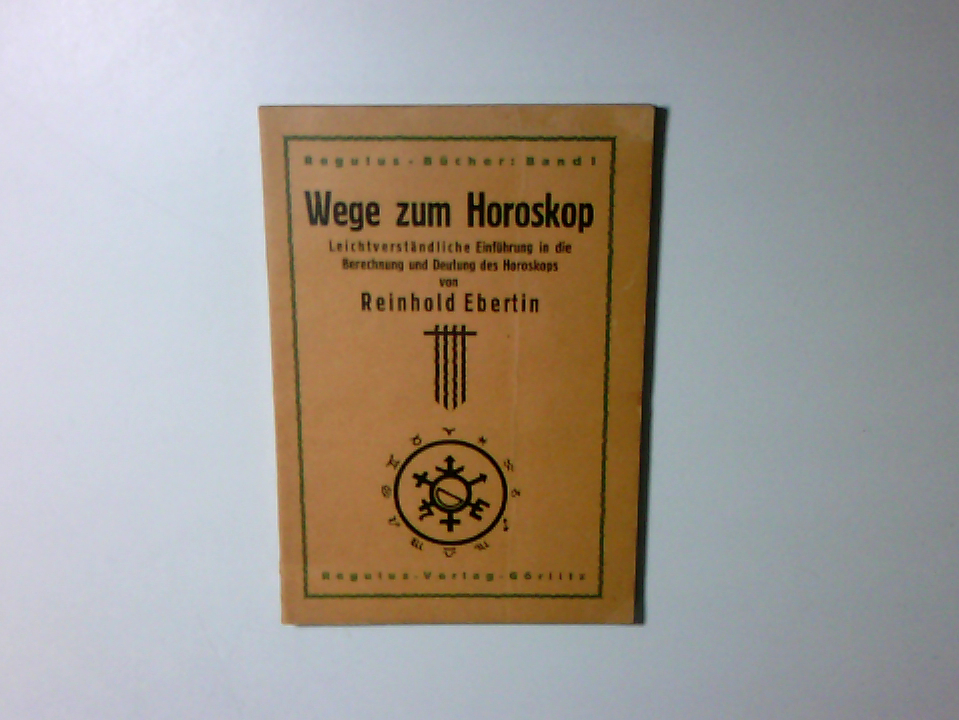 Regulus-Bücher: Band 1
Wege zum Horoskop
Leichtverständliche Einführung in die
Berechnung und Deutung des Horoskops
von
Reinhold Ebertin
Regulus-Verlag-Görlitz